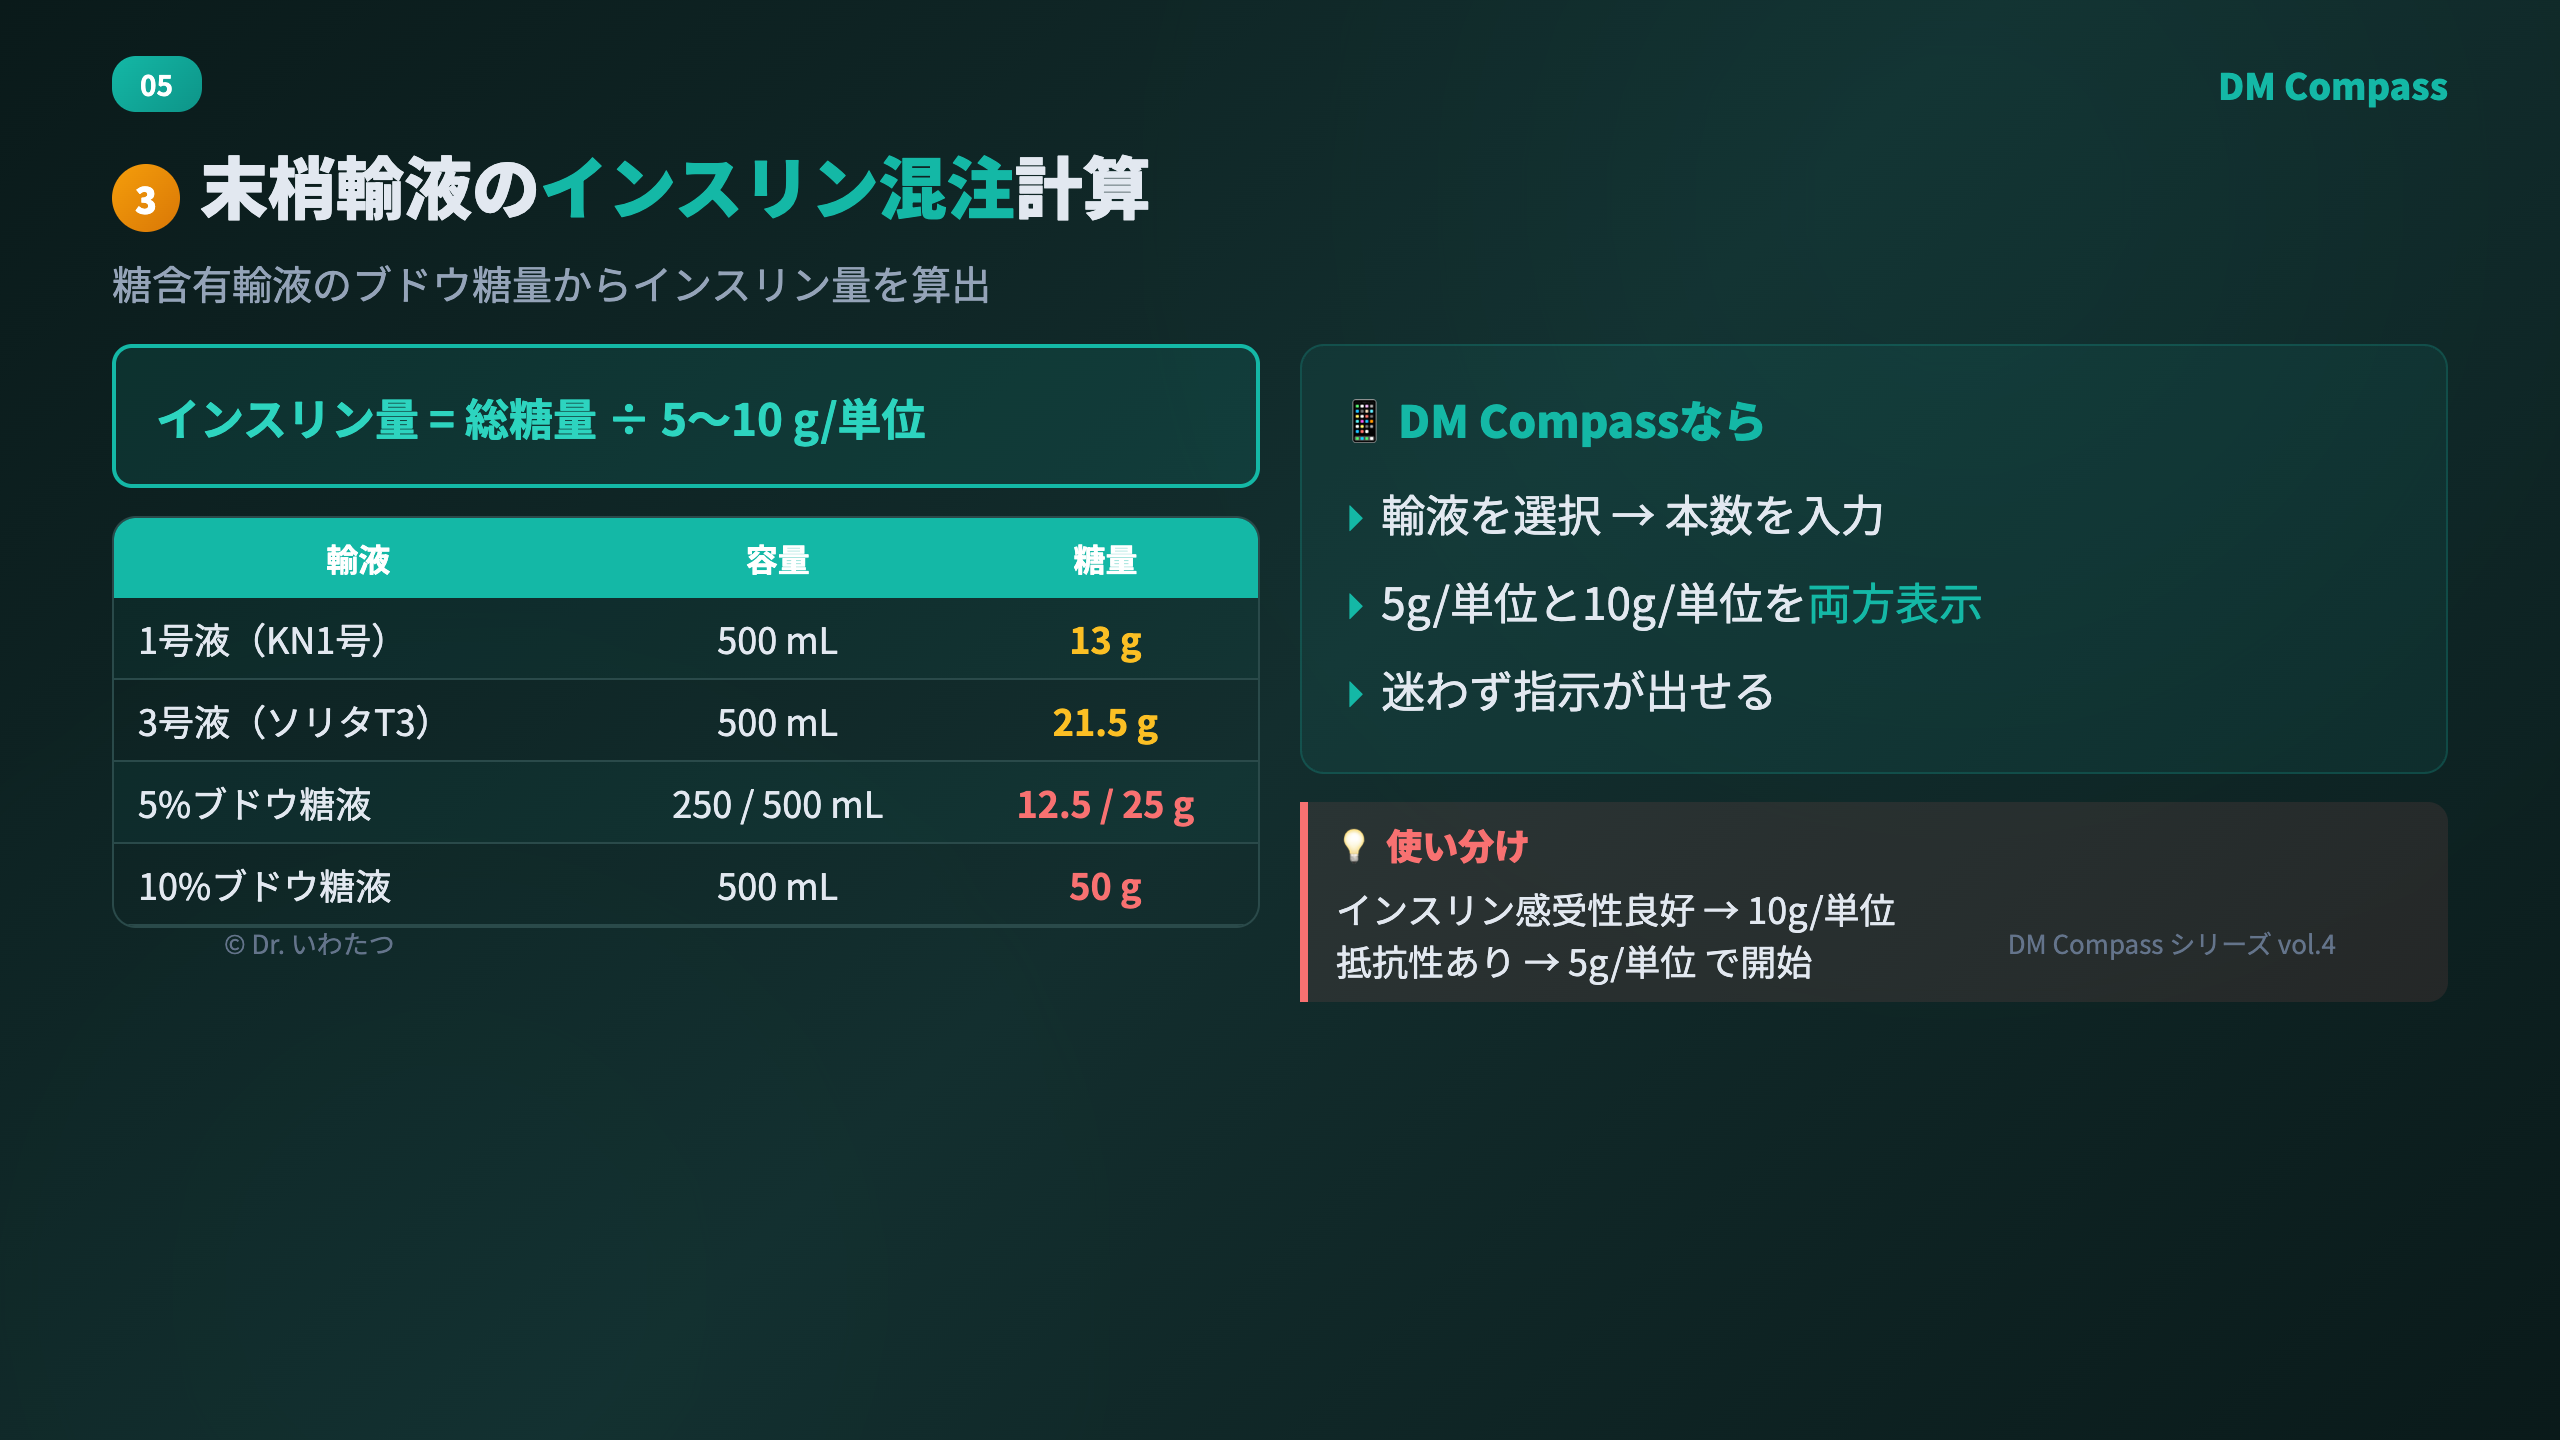 05
DM Compass
3 末梢輸液のインスリン混注計算
糖含有輸液のブドウ糖量からインスリン量を算出
インスリン量 = 総糖量 ÷ 5〜10 g/単位
輸液 容量 糖量
1号液（KN1号） 500 mL 13 g
3号液（ソリタT3） 500 mL 21.5 g
5%ブドウ糖液 250 / 500 mL 12.5 / 25 g
10%ブドウ糖液 500 mL 50 g
© Dr. いわたつ
DM Compassなら
輸液を選択 → 本数を入力
5g/単位と10g/単位を両方表示
迷わず指示が出せる
使い分け
インスリン感受性良好 → 10g/単位
抵抗性あり → 5g/単位 で開始
DM Compass シリーズ vol.4